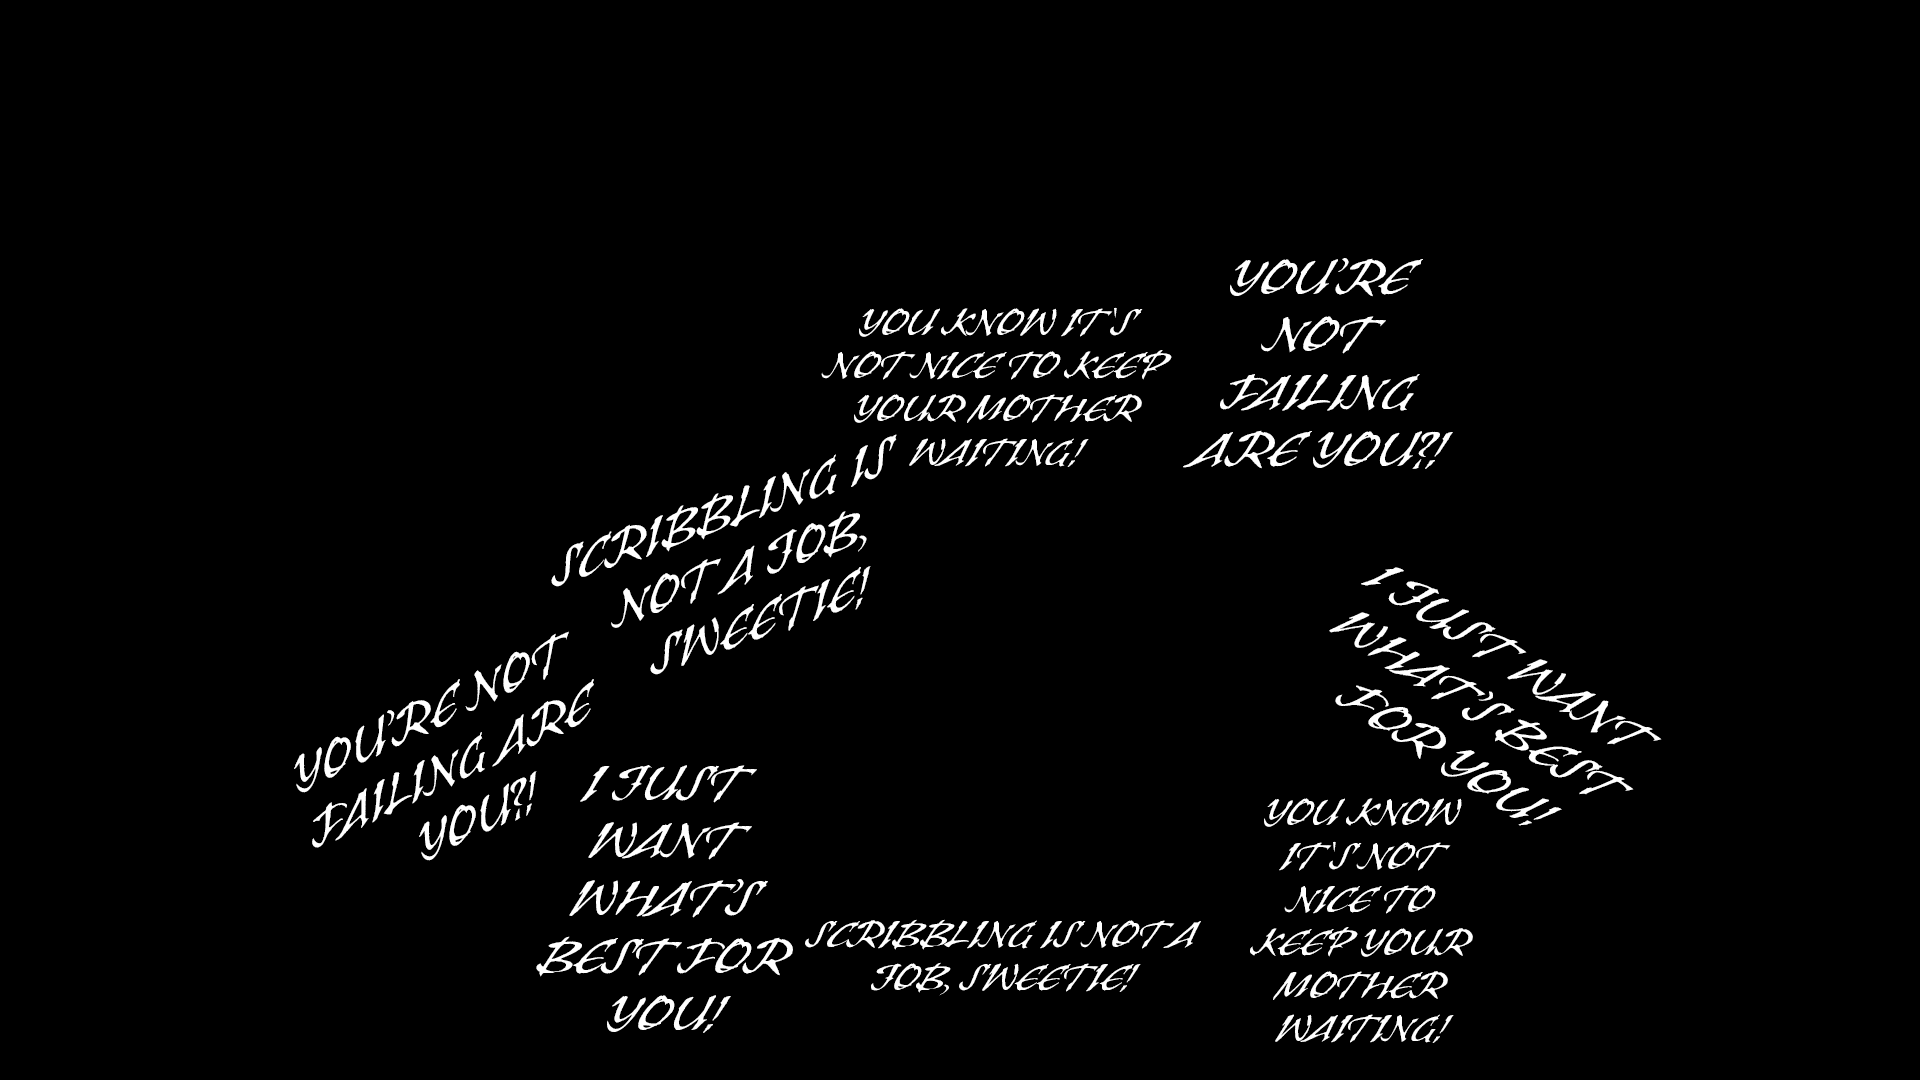 YOU KNOW IT'S
NOT NICE TO KEEP
YOUR MOTHER
WAITING!
YOU'RE
NOT
FAILING
ARE YOU?!
SCRIBBLING IS
NOT A JOB,
SWEETIE!
I JUST WANT
WHAT'S BEST
FOR YOU!
YOU'RE NOT
FAILING ARE
YOU?!
I JUST
WANT
WHAT'S
BEST FOR
YOU!
SCRIBBLING IS NOT A
JOB, SWEETIE!
YOU KNOW
IT'S NOT
NICE TO
KEEP YOUR
MOTHER
WAITING!